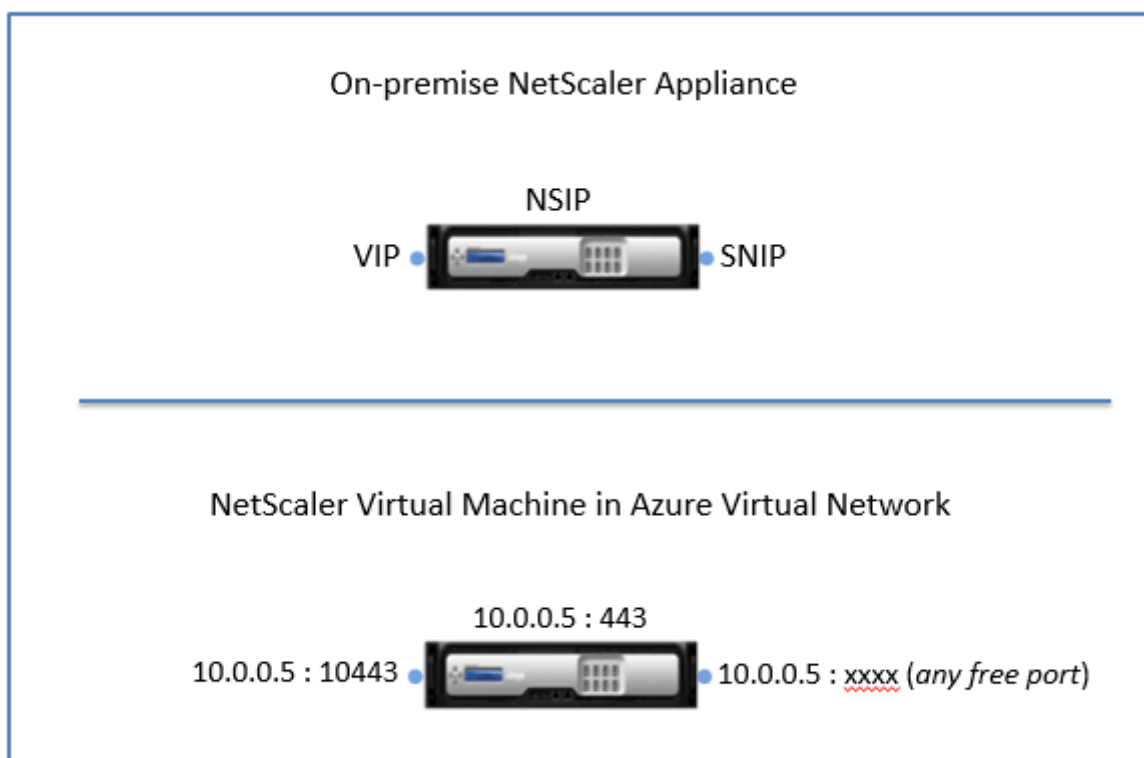 On-premise NetScaler Appliance
NSIP
VIP
SNIP
NetScaler Virtual Machine in Azure Virtual Network
10.0.0.5 : 443
10.0.0.5 : 10443
10.0.0.5 : xxxx (any free port)